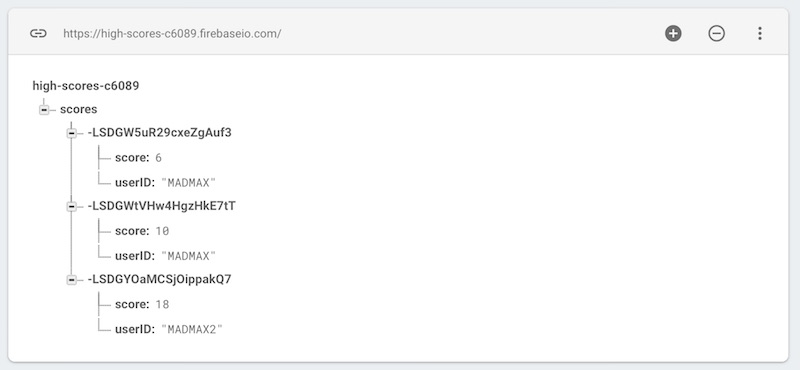 https://high-scores-c6089.firebaseio.com/
high-scores-c6089
scores
-LSDGW5uR29cxeZgAuf3
score: 6
userID: "MADMAX"
-LSDGWtVHw4HgzHkE7tT
score: 10
userID: "MADMAX"
-LSDGYOaMCSjOippakQ7
score: 18
userID: "MADMAX2"